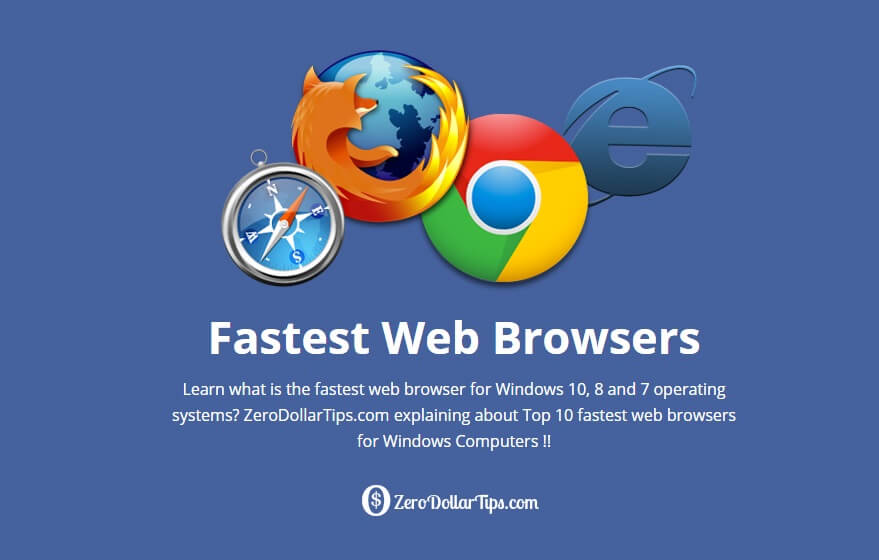 N
E
W
S
e
Fastest Web Browsers
Learn what is the fastest web browser for Windows 10, 8 and 7 operating
systems? ZeroDollarTips.com explaining about Top 10 fastest web browsers
for Windows Computers !!
$ ZeroDollarTips.com